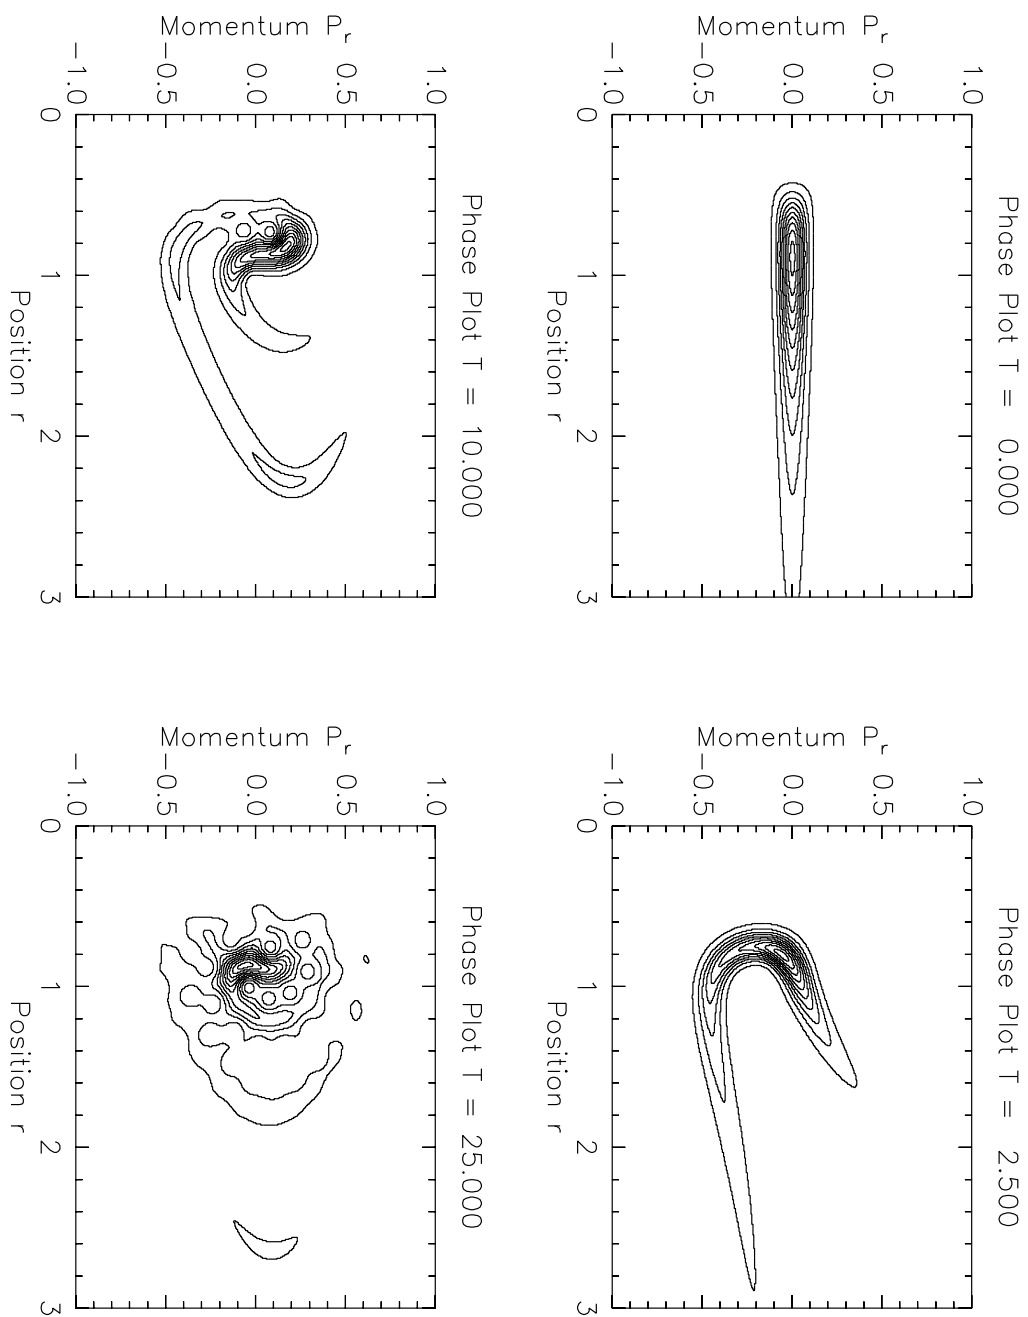 Phase Plot T = 0.000
1.0
0.5
0.0
−0.5
−1.0
Momentum Pr
0 1 2 3
Position r
Phase Plot T = 2.500
1.0
0.5
0.0
−0.5
−1.0
Momentum Pr
0 1 2 3
Position r
Phase Plot T = 10.000
1.0
0.5
0.0
−0.5
−1.0
Momentum Pr
0 1 2 3
Position r
Phase Plot T = 25.000
1.0
0.5
0.0
−0.5
−1.0
Momentum Pr
0 1 2 3
Position r